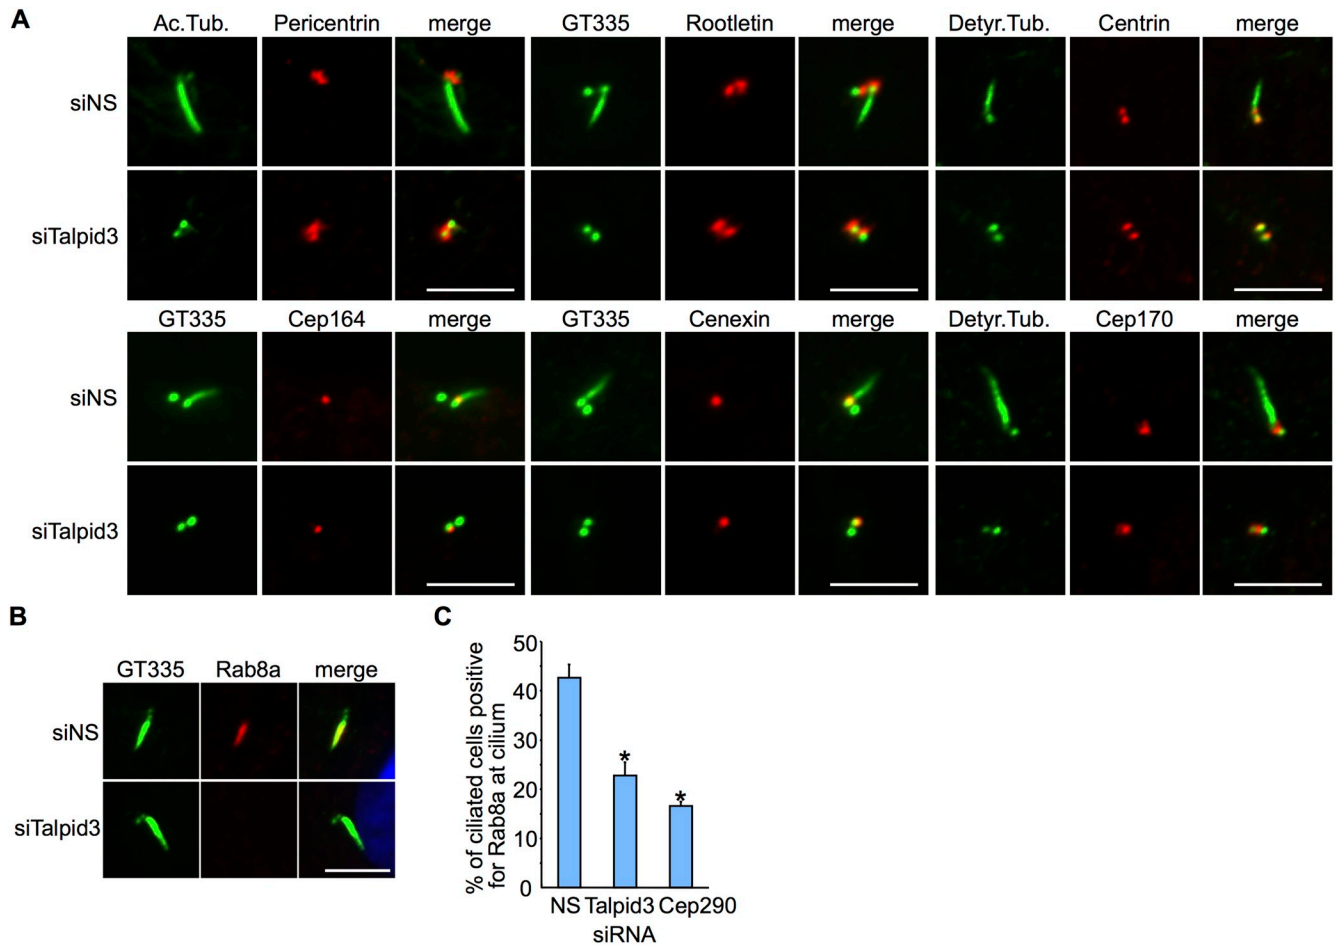 A
Ac.Tub. Pericentrin merge GT335 Rootletin merge Detyr.Tub. Centrin merge
siNS
siTalpid3
GT335 Cep164 merge GT335 Cenexin merge Detyr.Tub. Cep170 merge
siNS
siTalpid3
B
GT335 Rab8a merge
siNS
siTalpid3
C
% of ciliated cells positive
for Rab8a at cilium
50
40
30
20
10
0
*
*
NS Talpid3 Cep290
siRNA